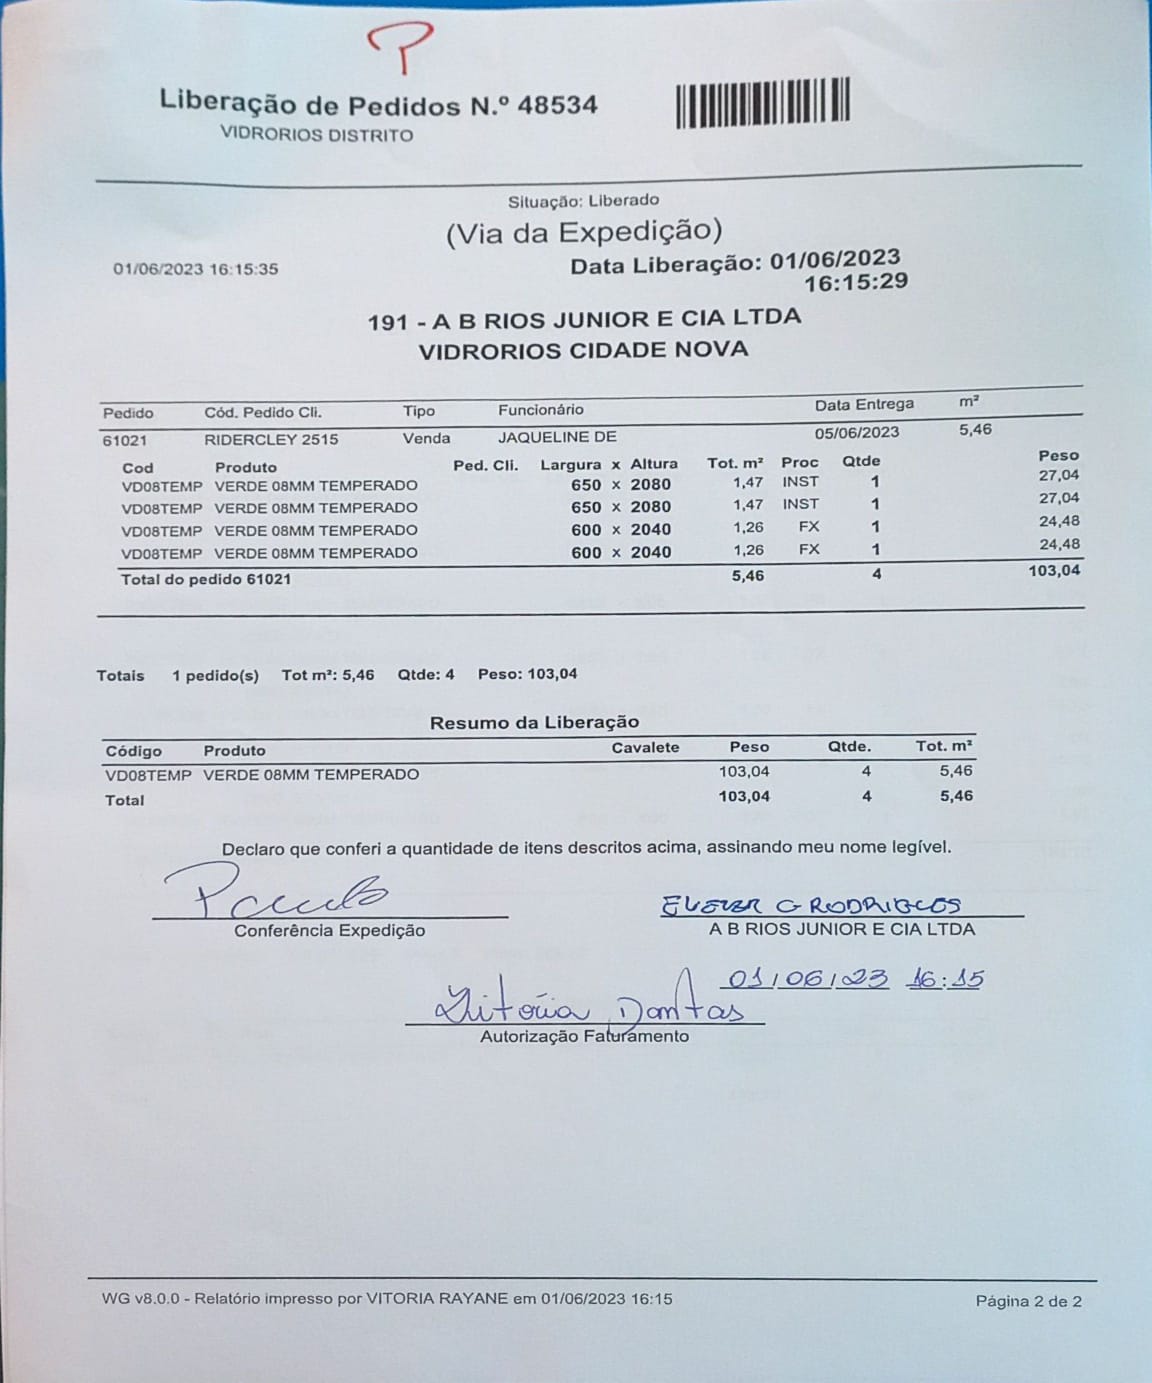 P
Liberação de Pedidos N.º 48534
VIDRORIOS DISTRITO
Situação: Liberado
(Via da Expedição)
01/06/2023 16:15:35
Data Liberação: 01/06/2023
16:15:29
191 - A B RIOS JUNIOR E CIA LTDA
VIDRORIOS CIDADE NOVA
Pedido Cód. Pedido Cli. Tipo Funcionário Data Entrega m²
61021 RIDERCLEY 2515 Venda JAQUELINE DE 05/06/2023 5,46
Cod Produto Ped. Cli. Largura x Altura Tot. m² Proc Qtde Peso
VD08TEMP VERDE 08MM TEMPERADO 650 x 2080 1,47 INST 1 27,04
VD08TEMP VERDE 08MM TEMPERADO 650 x 2080 1,47 INST 1 27,04
VD08TEMP VERDE 08MM TEMPERADO 600 x 2040 1,26 FX 1 24,48
VD08TEMP VERDE 08MM TEMPERADO 600 x 2040 1,26 FX 1 24,48
Total do pedido 61021 5,46 4 103,04
Totais 1 pedido(s) Tot m²: 5,46 Qtde: 4 Peso: 103,04
Resumo da Liberação
Código Produto Cavalete Peso Qtde. Tot. m²
VD08TEMP VERDE 08MM TEMPERADO 103,04 4 5,46
Total 103,04 4 5,46
Declaro que conferi a quantidade de itens descritos acima, assinando meu nome legível.
G RODRIGUES
Conferência Expedição A B RIOS JUNIOR E CIA LTDA
01/06/23 16:15
Vitória Dantas
Autorização Faturamento
WG v8.0.0 - Relatório impresso por VITORIA RAYANE em 01/06/2023 16:15
Página 2 de 2